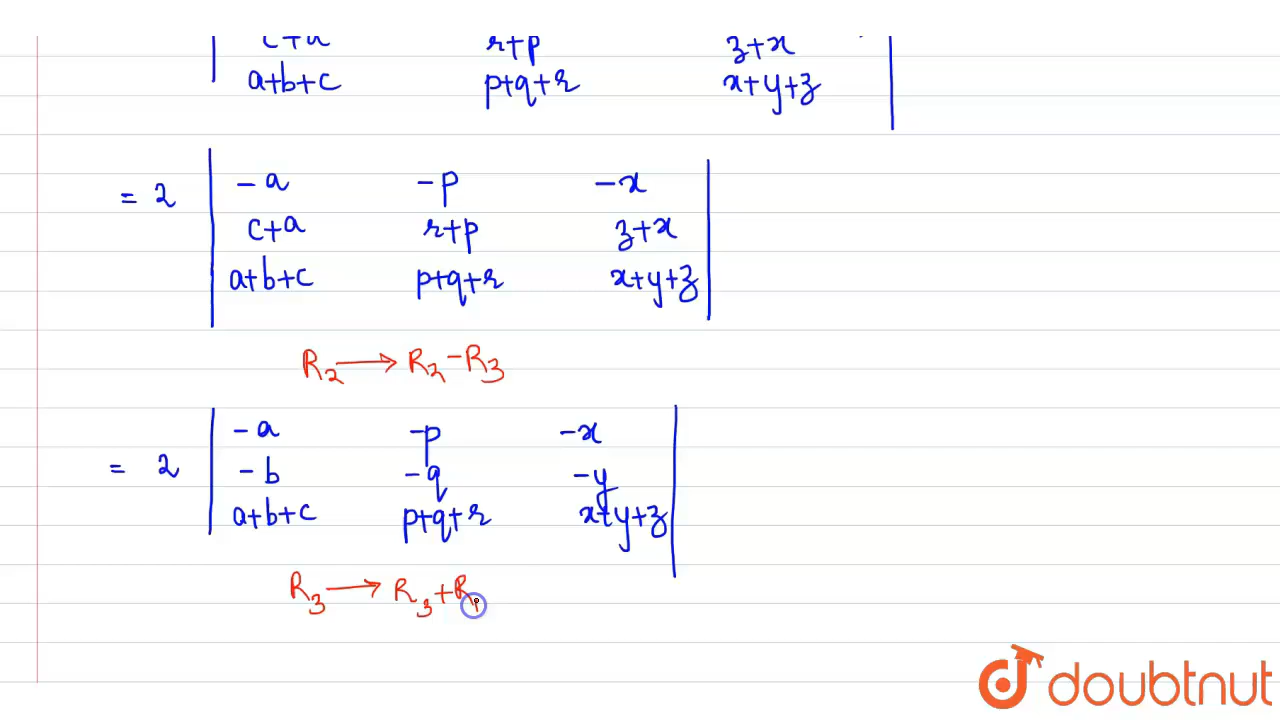 c+a r+p z+x
a+b+c p+q+r x+y+z
= 2 -a -p -x
c+a r+p z+x
a+b+c p+q+r x+y+z
R2 → R2 - R3
-a -p -x
= 2 -b -q -y
a+b+c p+q+r x+y+z
R3 → R3 + R1
doubtnut